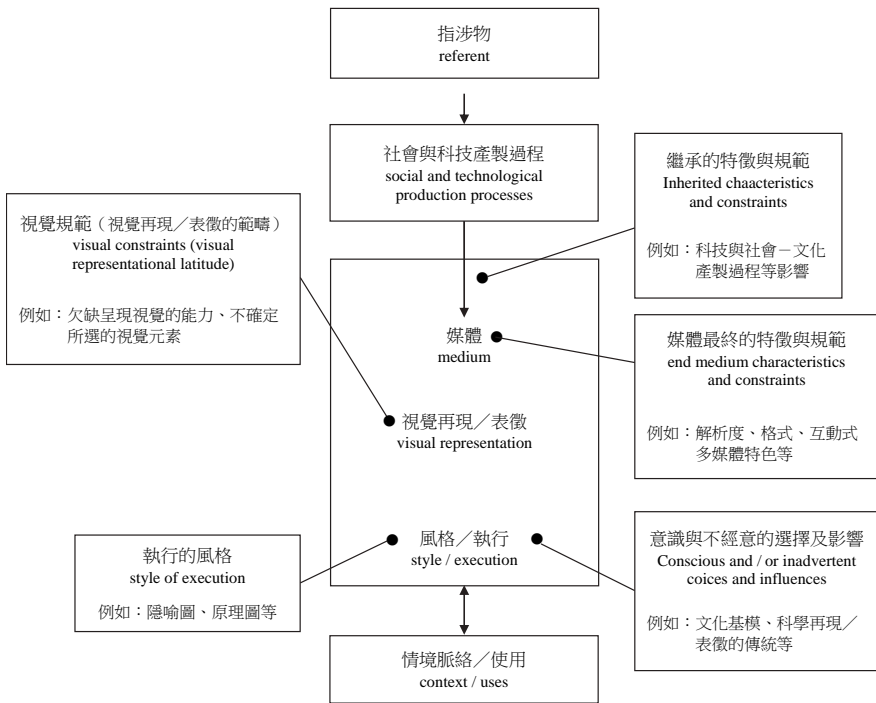 指涉物
referent
社會與科技產製過程
social and technological
production processes
繼承的特徵與規範
Inherited chaacteristics
and constraints
例如：科技與社會－文化
產製過程等影響
視覺規範（視覺再現／表徵的範疇）
visual constraints (visual
representational latitude)
例如：欠缺呈現視覺的能力、不確定
所選的視覺元素
媒體
medium
媒體最終的特徵與規範
end medium characteristics
and constraints
例如：解析度、格式、互動式
多媒體特色等
視覺再現／表徵
visual representation
風格／執行
style / execution
執行的風格
style of execution
例如：隱喻圖、原理圖等
意識與不經意的選擇及影響
Conscious and / or inadvertent
coices and influences
例如：文化基模、科學再現／
表徵的傳統等
情境脈絡／使用
context / uses